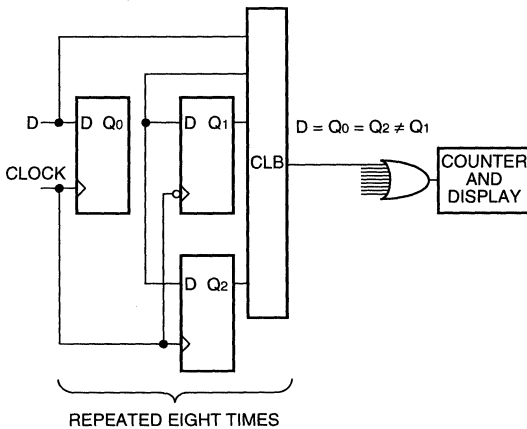 D
D Q0
CLOCK
D Q1
D Q2
CLB
D = Q0 = Q2 ≠ Q1
COUNTER
AND
DISPLAY
REPEATED EIGHT TIMES